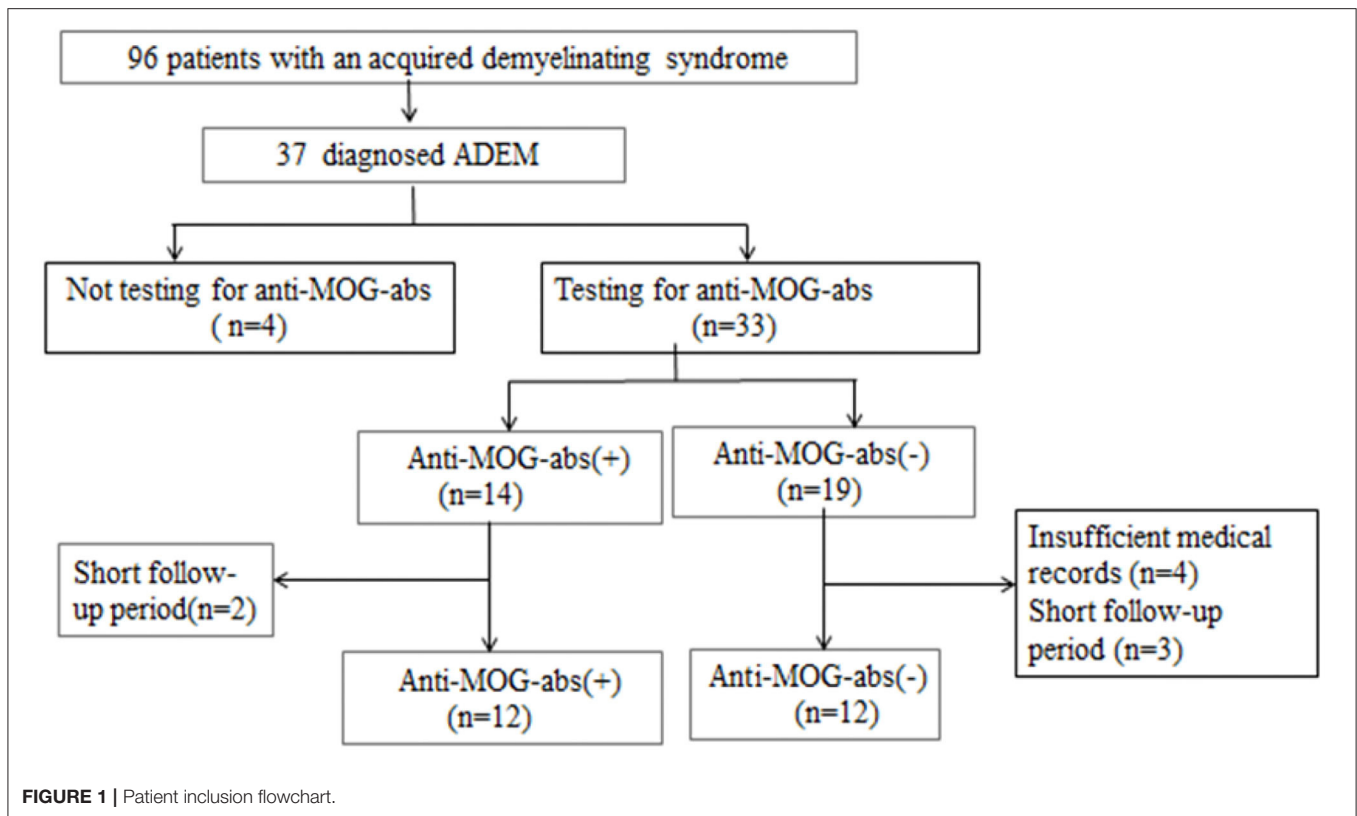 96 patients with an acquired demyelinating syndrome
37 diagnosed ADEM
Not testing for anti-MOG-abs
( n=4)
Testing for anti-MOG-abs
(n=33)
Anti-MOG-abs(+)
(n=14)
Anti-MOG-abs(-)
(n=19)
Short follow-
up period(n=2)
Insufficient medical
records (n=4)
Short follow-up
period (n=3)
Anti-MOG-abs(+)
(n=12)
Anti-MOG-abs(-)
(n=12)
FIGURE 1 | Patient inclusion flowchart.